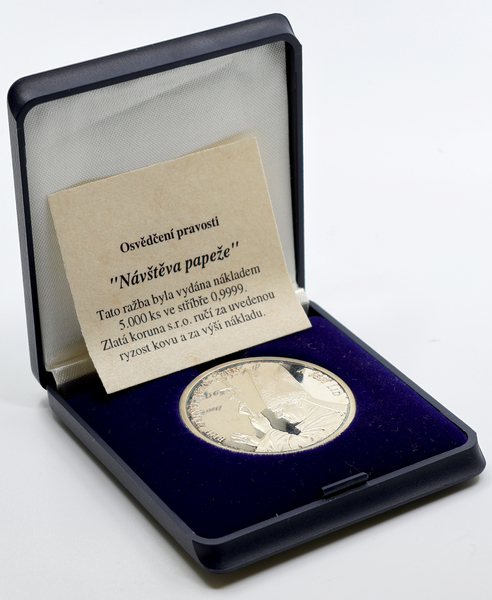 Osvědčení pravosti
"Návštěva papeže"
Tato ražba byla vydána nákladem
5.000 ks ve stříbře 0,9999.
Zlatá koruna s.r.o. ručí za uvedenou
ryzost kovu a za výši nákladu.